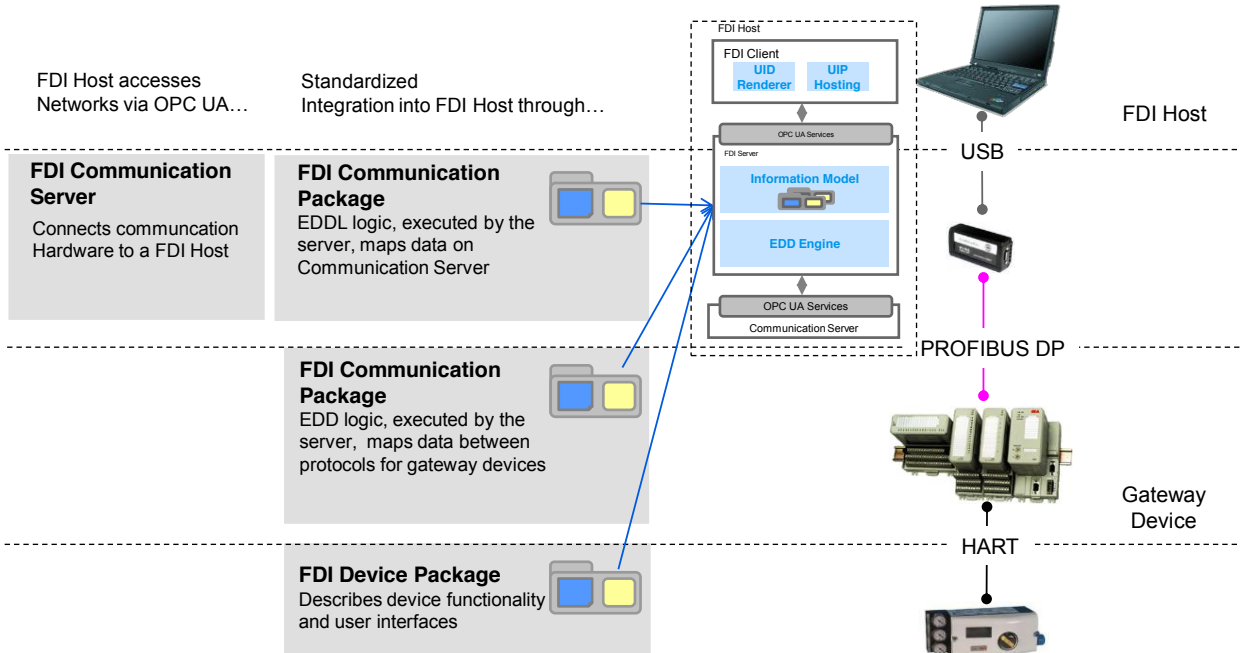 FDI Host accesses
Networks via OPC UA…
Standardized
Integration into FDI Host through…
FDI Host
FDI Client
UID
Renderer
UIP
Hosting
OPC UA Services
FDI Server
Information Model
EDD Engine
OPC UA Services
Communication Server
FDI Host
USB
PROFIBUS DP
Gateway
Device
HART
FDI Communication
Server
Connects communcation
Hardware to a FDI Host
FDI Communication
Package
EDDL logic, executed by the
server, maps data on
Communication Server
FDI Communication
Package
EDD logic, executed by the
server, maps data between
protocols for gateway devices
FDI Device Package
Describes device functionality
and user interfaces